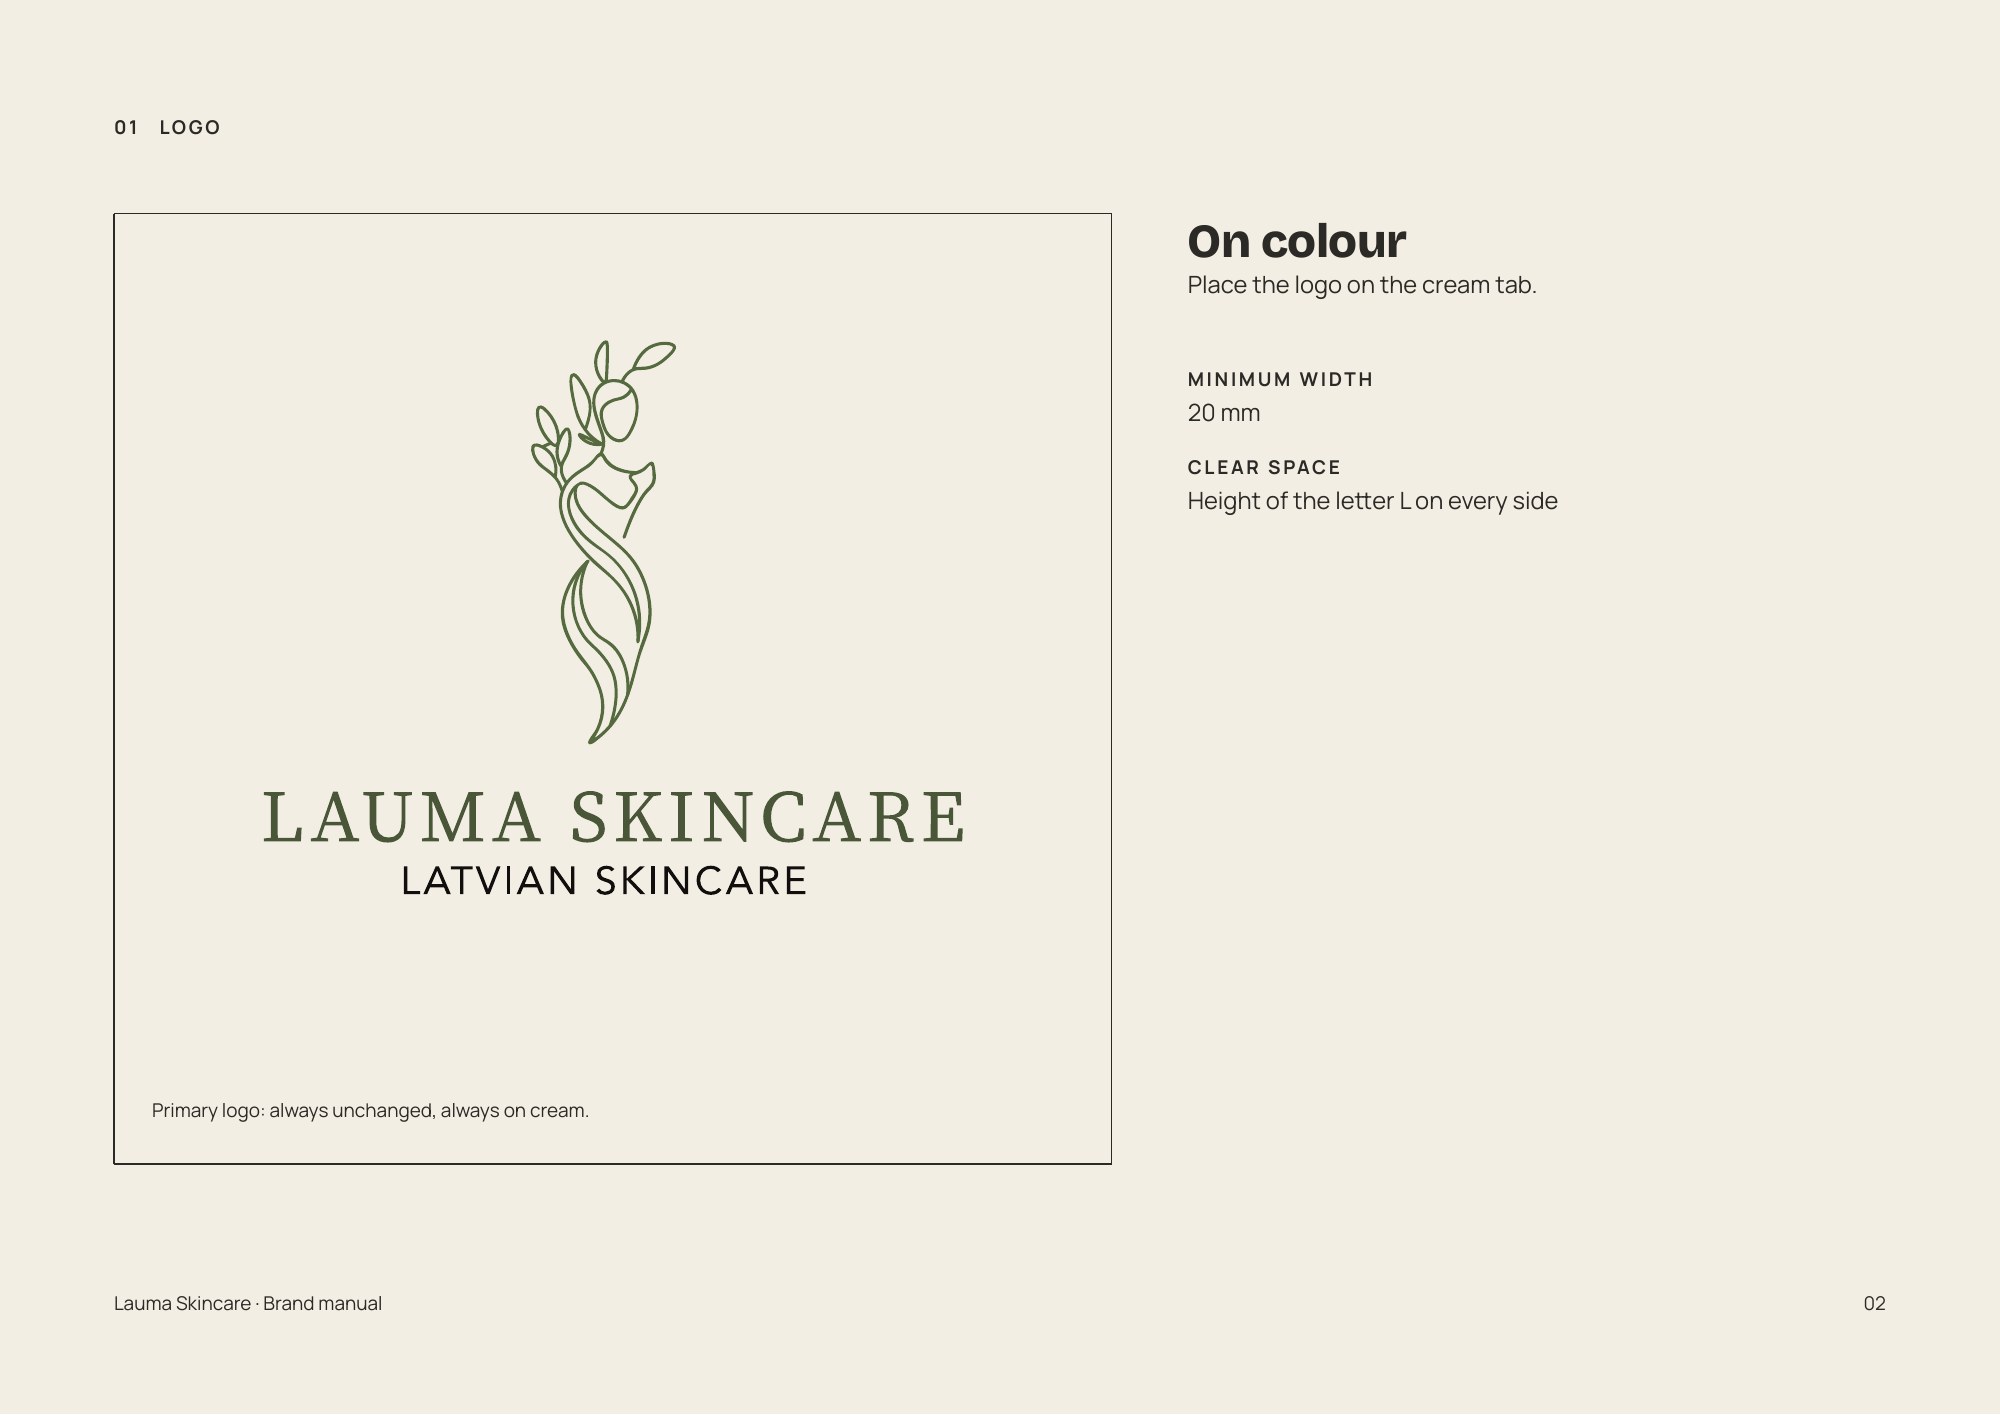 01 LOGO
LAUMA SKINCARE
LATVIAN SKINCARE
Primary logo: always unchanged, always on cream.
On colour
Place the logo on the cream tab.
MINIMUM WIDTH
20 mm
CLEAR SPACE
Height of the letter L on every side
Lauma Skincare · Brand manual
02